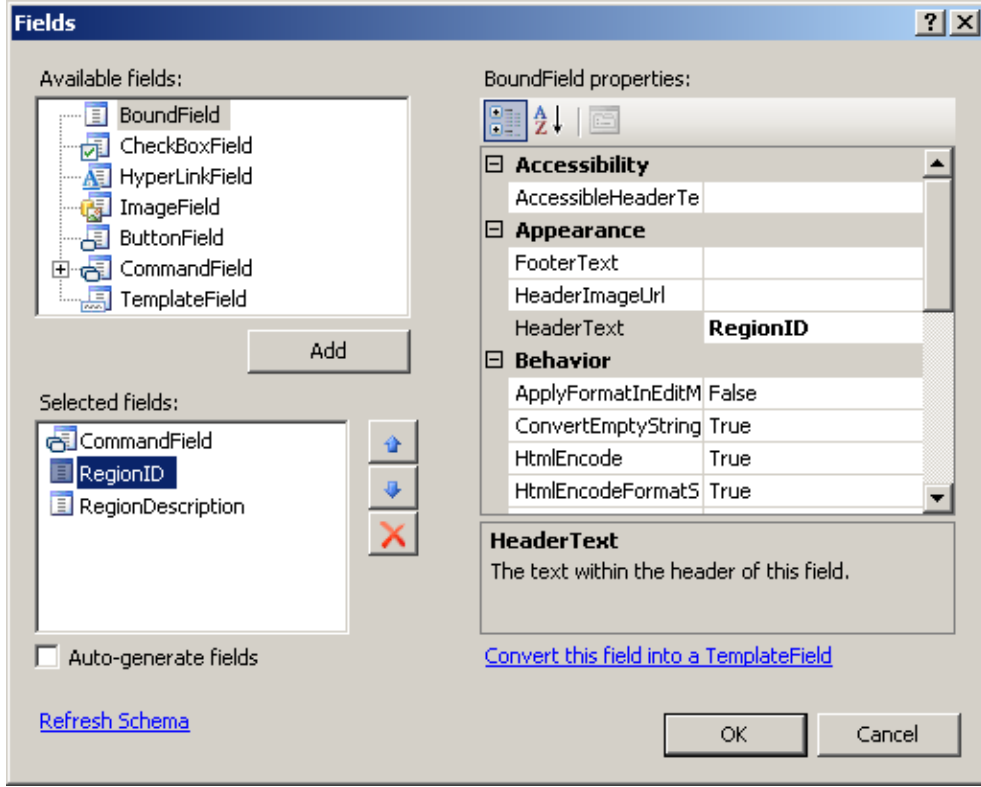 Fields
Available fields:
BoundField
CheckBoxField
HyperLinkField
ImageField
ButtonField
CommandField
TemplateField
Add
Selected fields:
CommandField
RegionID
RegionDescription
Auto-generate fields
Refresh Schema
BoundField properties:
Accessibility
AccessibleHeaderTe
Appearance
FooterText
HeaderImageUrl
HeaderText RegionID
Behavior
ApplyFormatInEditM False
ConvertEmptyString True
HtmlEncode True
HtmlEncodeFormatS True
HeaderText
The text within the header of this field.
Convert this field into a TemplateField
OK Cancel